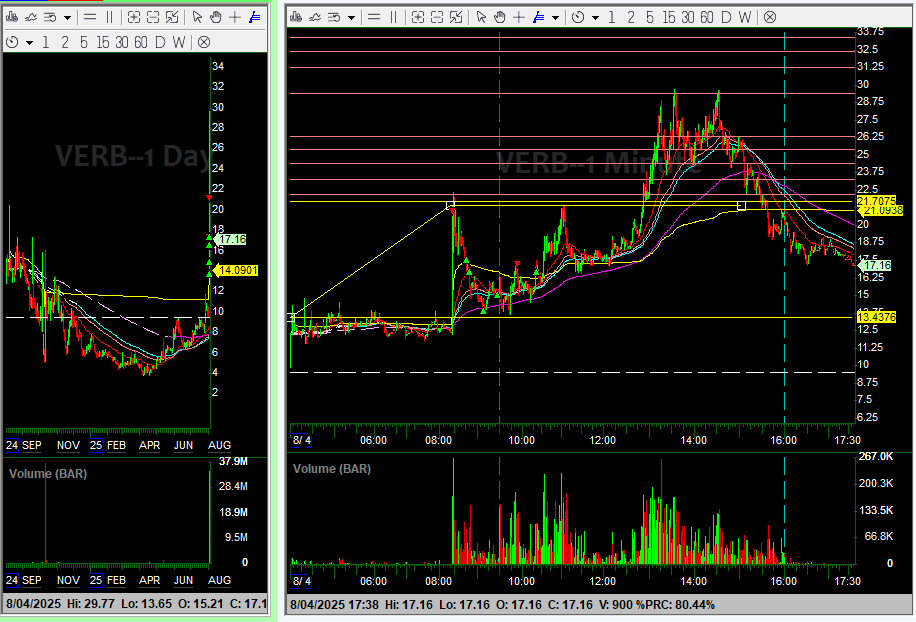 1 2 5 15 30 60 D W
1 2 5 15 30 60 D W
VERB--1 Day
34
32
30
28
26
24
22
20
18
17.16
16
14.0901
12
10
8
6
4
2
24 SEP NOV 25 FEB APR JUN AUG
Volume (BAR)
37.9M
28.4M
18.9M
9.5M
0
24 SEP NOV 25 FEB APR JUN AUG
8/04/2025 Hi: 29.77 Lo: 13.65 O: 15.21 C: 17.1
VERB--1 Minute
33.75
32.5
31.25
30
28.75
27.5
26.25
25
23.75
22.5
21.7075
21.0938
20
18.75
17.5
17.16
16.25
15
13.4376
12.5
11.25
10
8.75
7.5
6.25
8/ 4 06:00 08:00 10:00 12:00 14:00 16:00 17:30
Volume (BAR)
267.0K
200.3K
133.5K
66.8K
0
8/ 4 06:00 08:00 10:00 12:00 14:00 16:00 17:30
8/04/2025 17:38 Hi: 17.16 Lo: 17.16 O: 17.16 C: 17.16 V: 900 %PRC: 80.44%